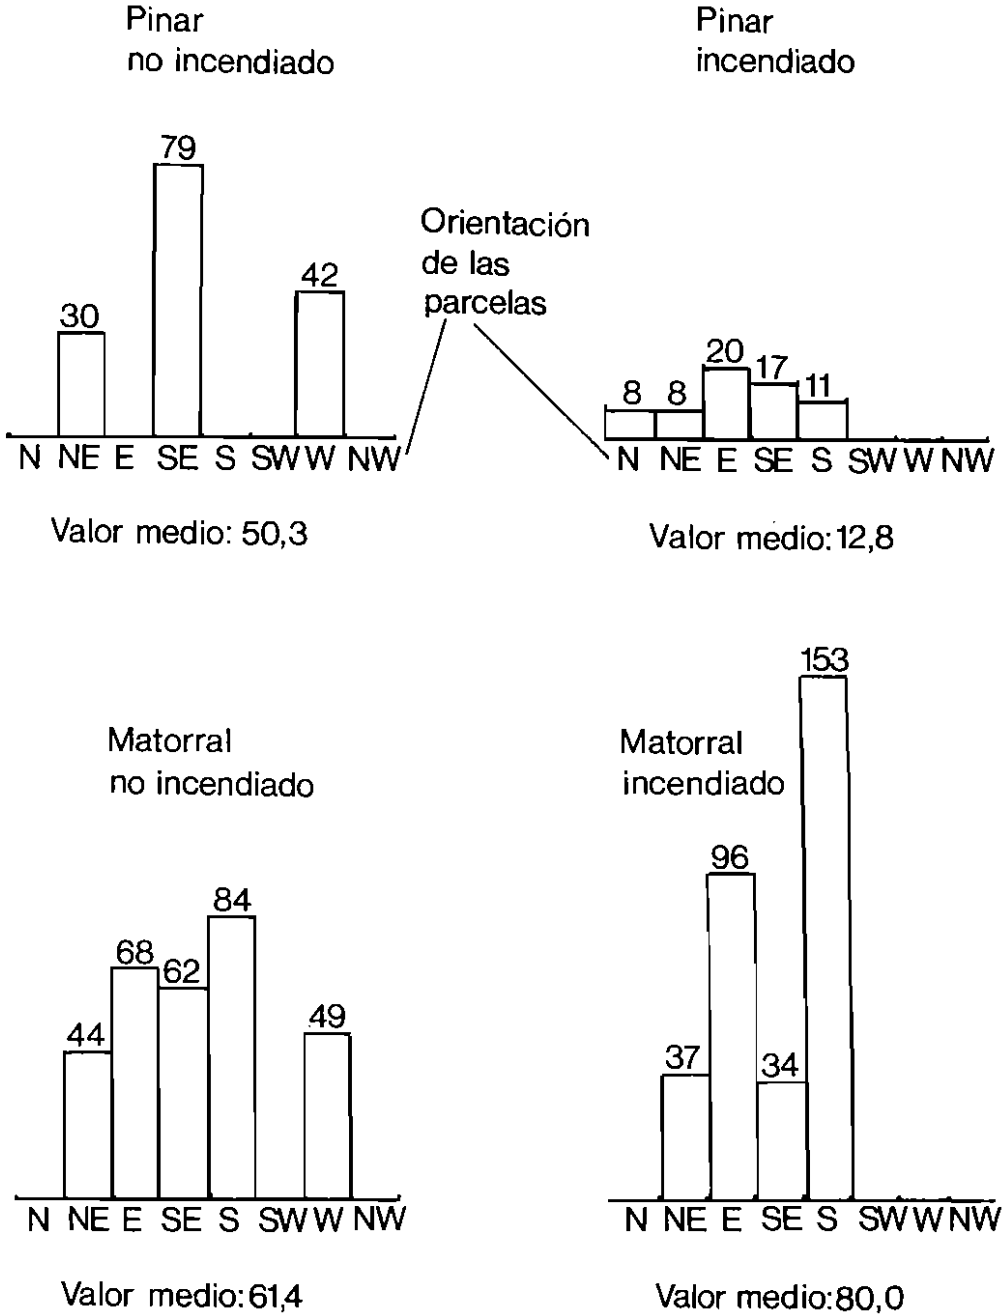 Pinar
no incendiado
79
42
30
N NE E SE S SW W NW
Valor medio: 50,3
Orientación
de las
parcelas
Pinar
incendiado
20
17
11
8 8
N NE E SE S SW W NW
Valor medio: 12,8
Matorral
no incendiado
84
68
62
49
44
N NE E SE S SW W NW
Valor medio: 61,4
Matorral
incendiado
153
96
37
34
N NE E SE S SW W NW
Valor medio: 80,0